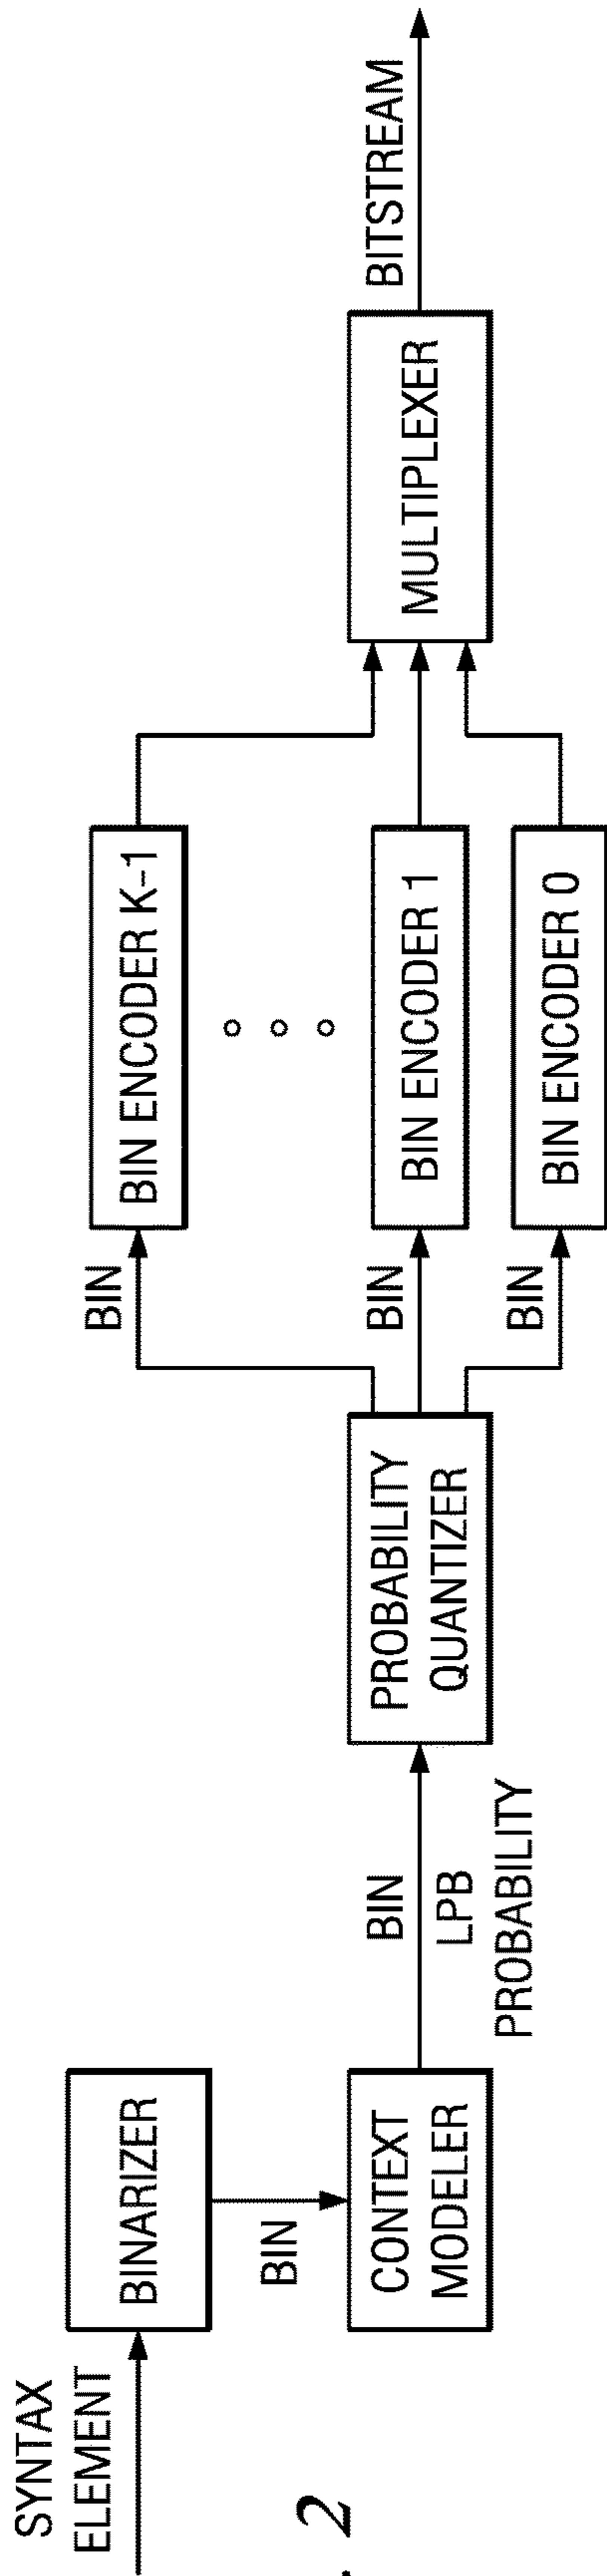 SYNTAX
ELEMENT
BINARIZER
BIN
CONTEXT
MODELER
BIN
LPB
PROBABILITY
PROBABILITY
QUANTIZER
BIN
BIN
BIN
BIN ENCODER K-1
BIN ENCODER 1
BIN ENCODER 0
MULTIPLEXER
BITSTREAM
. 2